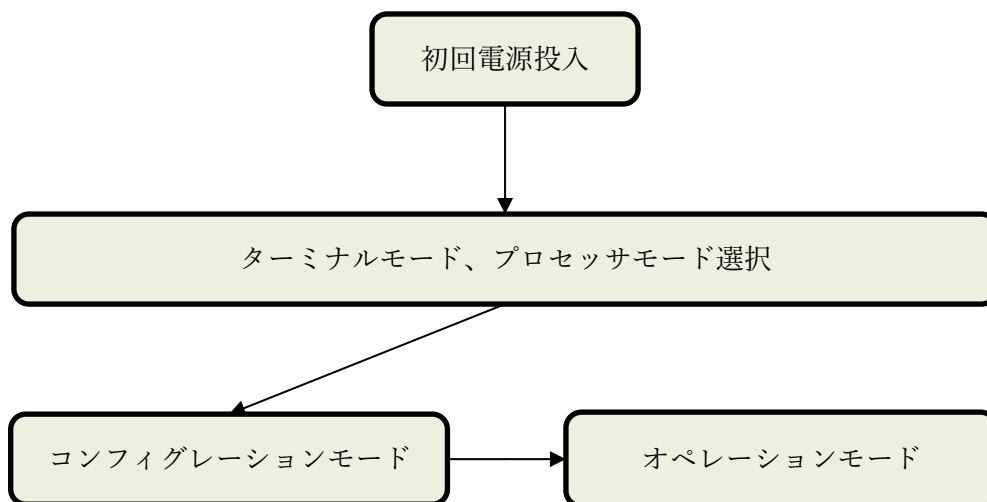 初回電源投入
ターミナルモード、プロセッサモード選択
コンフィグレーションモード
オペレーションモード